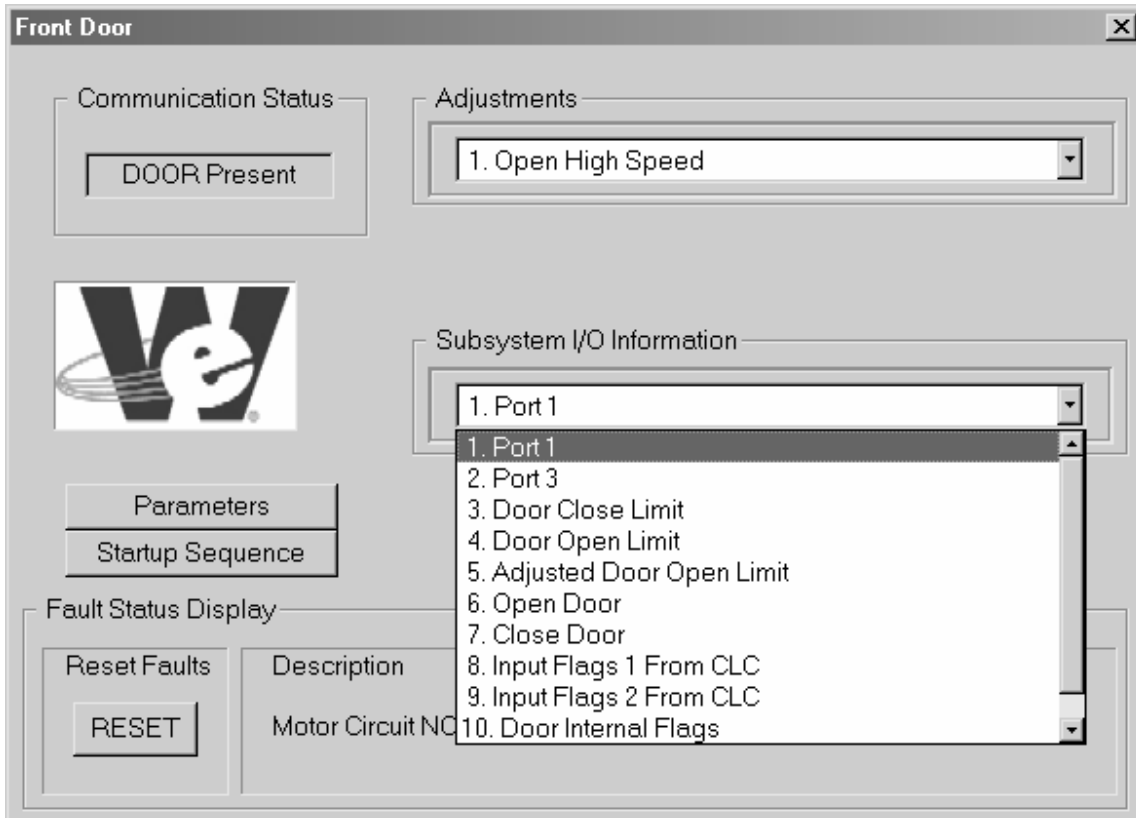 Front Door
Communication Status
DOOR Present
Adjustments
1. Open High Speed
We
Subsystem I/O Information
1. Port 1
1. Port 1
2. Port 3
3. Door Close Limit
4. Door Open Limit
5. Adjusted Door Open Limit
6. Open Door
7. Close Door
8. Input Flags 1 From CLC
9. Input Flags 2 From CLC
10. Door Internal Flags
Parameters
Startup Sequence
Fault Status Display
Reset Faults
RESET
Description
Motor Circuit